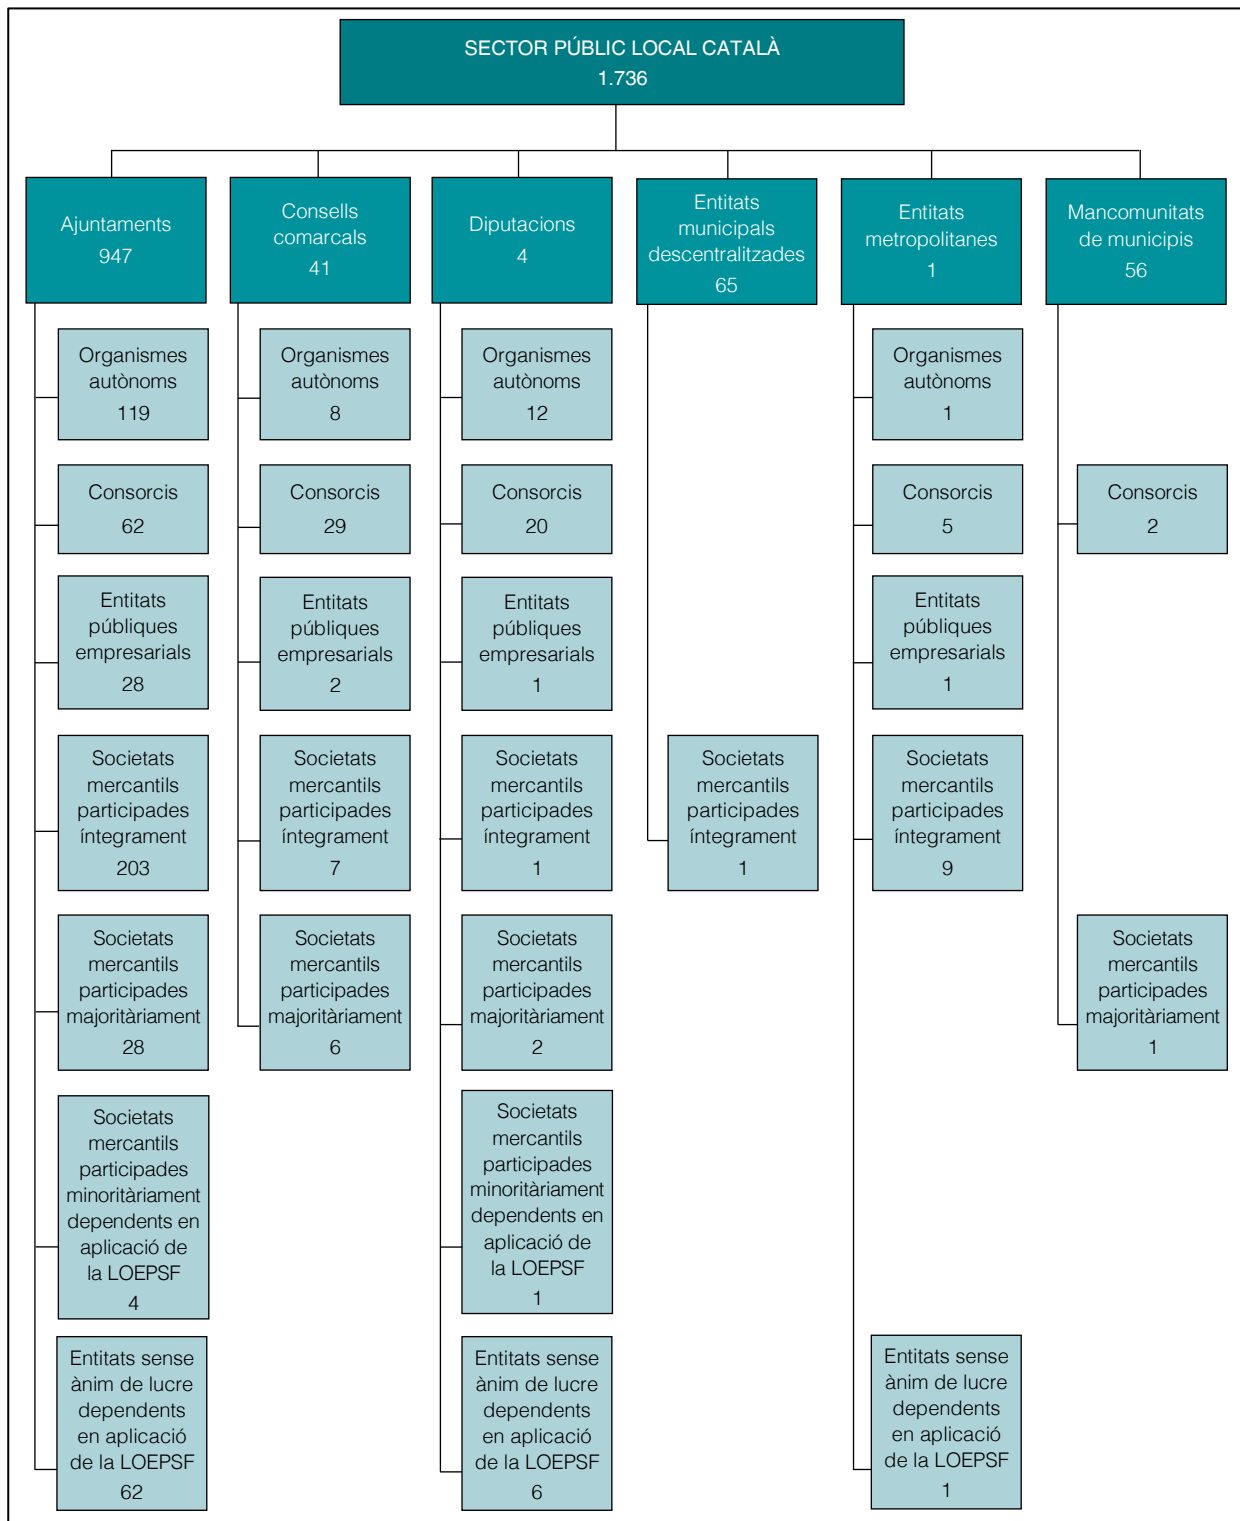 SECTOR PÚBLIC LOCAL CATALÀ
1.736
Ajuntaments
947
Consells
comarcals
41
Diputacions
4
Entitats
municipals
descentralitzades
65
Entitats
metropolitanes
1
Mancomunitats
de municipis
56
Organismes
autònoms
119
Organismes
autònoms
8
Organismes
autònoms
12
Organismes
autònoms
1
Consorcis
62
Consorcis
29
Consorcis
20
Consorcis
5
Consorcis
2
Entitats
públiques
empresarials
28
Entitats
públiques
empresarials
2
Entitats
públiques
empresarials
1
Entitats
públiques
empresarials
1
Societats
mercantils
participades
íntegrament
203
Societats
mercantils
participades
íntegrament
7
Societats
mercantils
participades
íntegrament
1
Societats
mercantils
participades
íntegrament
1
Societats
mercantils
participades
íntegrament
9
Societats
mercantils
participades
majoritàriament
28
Societats
mercantils
participades
majoritàriament
6
Societats
mercantils
participades
majoritàriament
2
Societats
mercantils
participades
majoritàriament
1
Societats
mercantils
participades
minoritàriament
dependents en
aplicació de
la LOEPSF
4
Societats
mercantils
participades
minoritàriament
dependents en
aplicació de
la LOEPSF
1
Entitats sense
ànim de lucre
dependents
en aplicació
de la LOEPSF
62
Entitats sense
ànim de lucre
dependents
en aplicació
de la LOEPSF
6
Entitats sense
ànim de lucre
dependents
en aplicació
de la LOEPSF
1